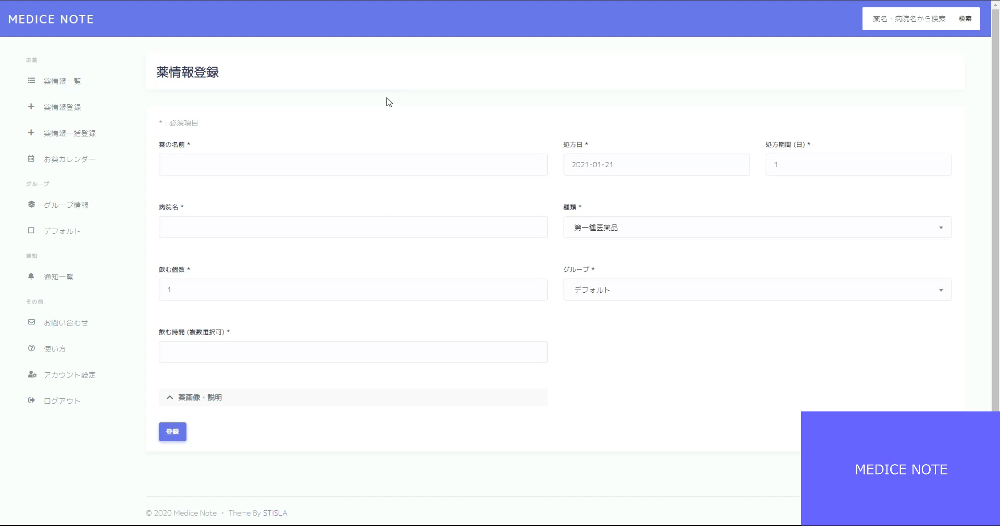 MEDICE NOTE
薬名・病院名から検索 検索
お薬
薬情報一覧
薬情報登録
薬情報一括登録
お薬カレンダー
グループ
グループ情報
デフォルト
通知
通知一覧
その他
お問い合わせ
使い方
アカウント設定
ログアウト
薬情報登録
* : 必須項目
薬の名前 *
処方日 *
処方期間 (日) *
2021-01-21
1
病院名 *
種類 *
第一種医薬品
飲む個数 *
グループ *
1
デフォルト
飲む時間 (複数選択可) *
薬画像・説明
登録
MEDICE NOTE
© 2020 Medice Note ・ Theme By STISLA